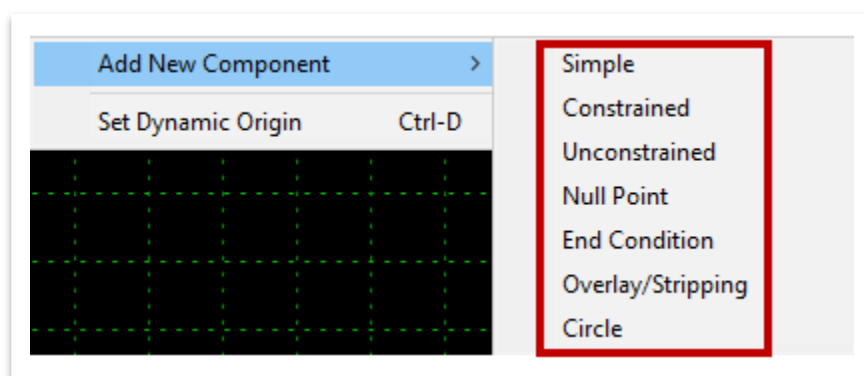 Add New Component >
Set Dynamic Origin Ctrl-D
Simple
Constrained
Unconstrained
Null Point
End Condition
Overlay/Stripping
Circle